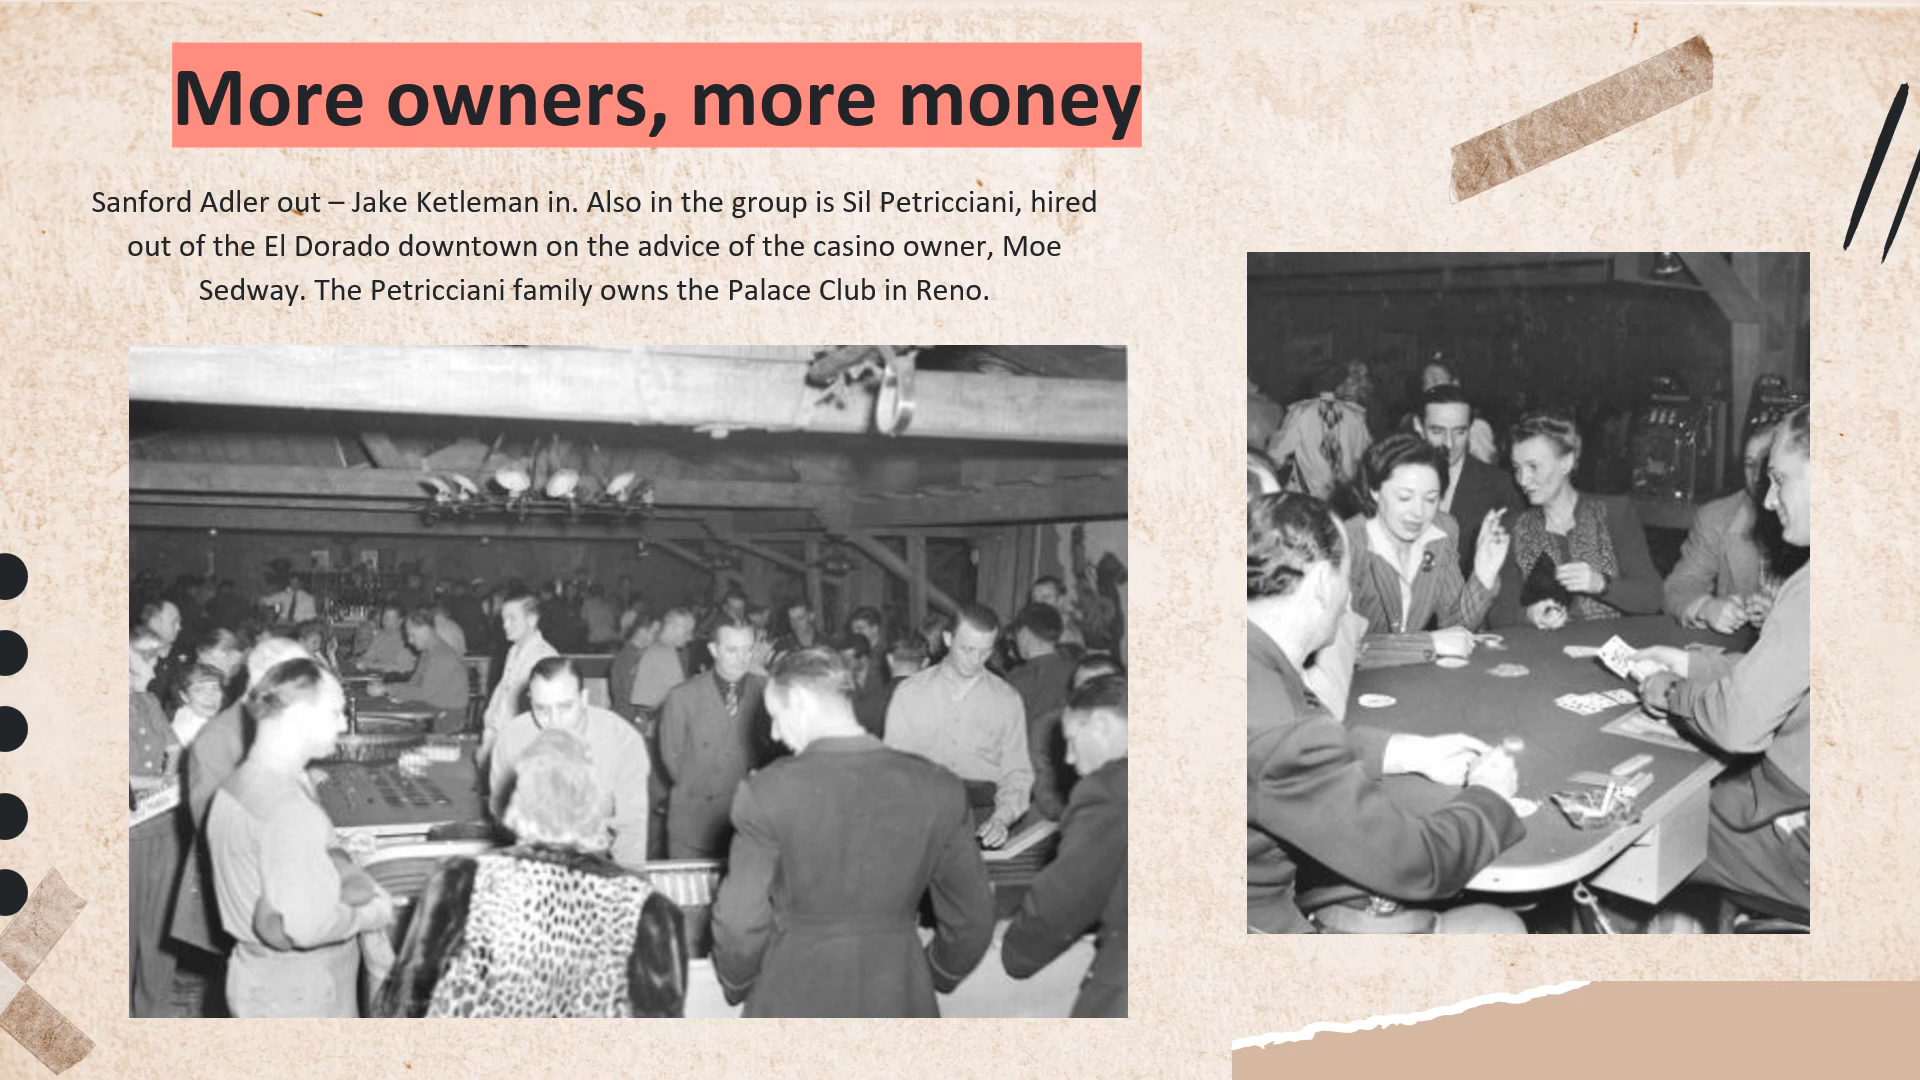 More owners, more money
Sanford Adler out – Jake Ketleman in. Also in the group is Sil Petricciani, hired
out of the El Dorado downtown on the advice of the casino owner, Moe
Sedway. The Petricciani family owns the Palace Club in Reno.